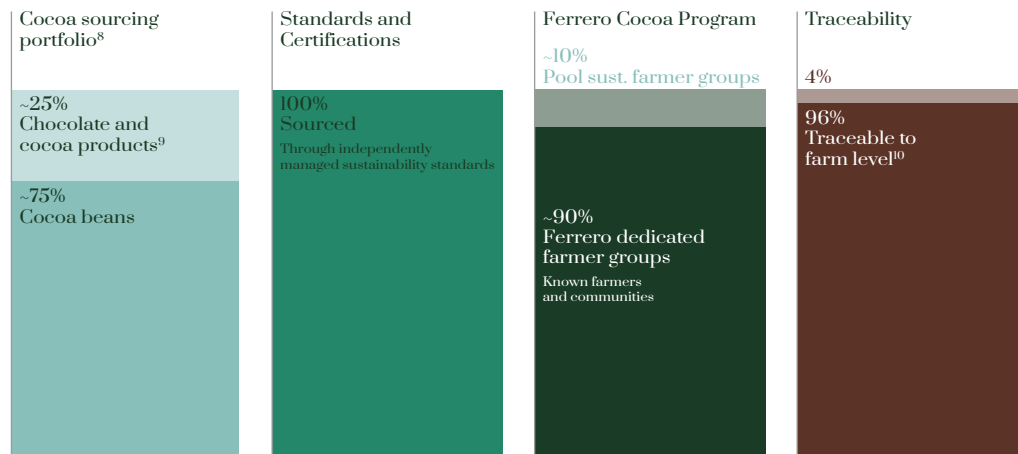 Cocoa sourcing
portfolio⁸
~25%
Chocolate and
cocoa products⁹
~75%
Cocoa beans
Standards and
Certifications
100%
Sourced
Through independently
managed sustainability standards
Ferrero Cocoa Program
~10%
Pool sust. farmer groups
~90%
Ferrero dedicated
farmer groups
Known farmers
and communities
Traceability
4%
96%
Traceable to
farm level¹⁰